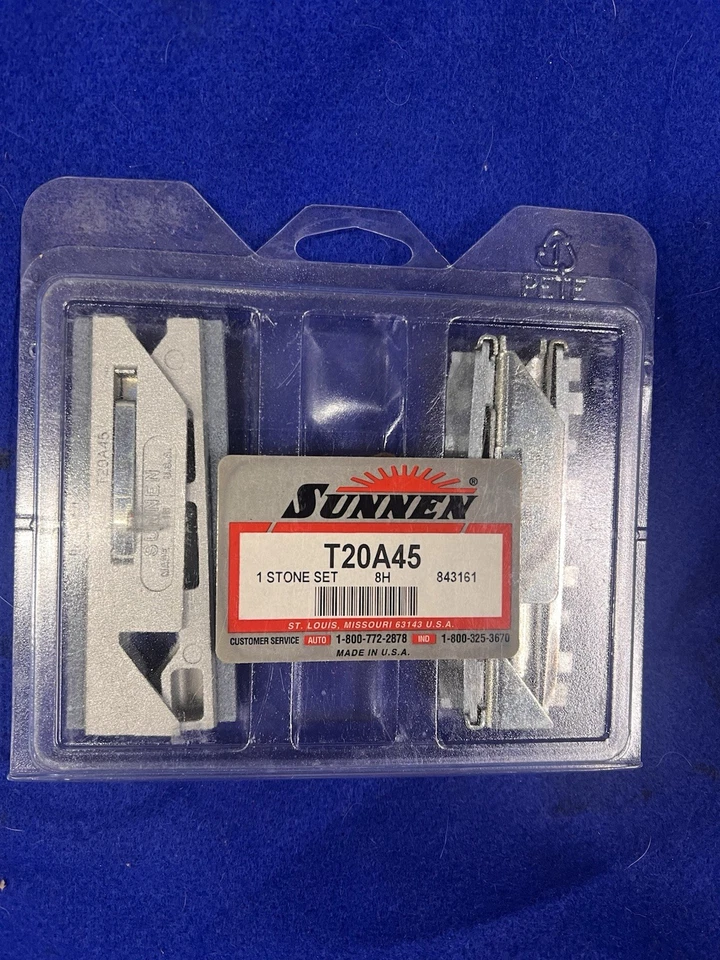 1
PETE
T20A45
SUNNEN
SUNNEN®
T20A45
1 STONE SET 8H 843161
ST. LOUIS, MISSOURI 63143 U.S.A.
CUSTOMER SERVICE AUTO 1-800-772-2878 IND 1-800-325-3670
MADE IN U.S.A.